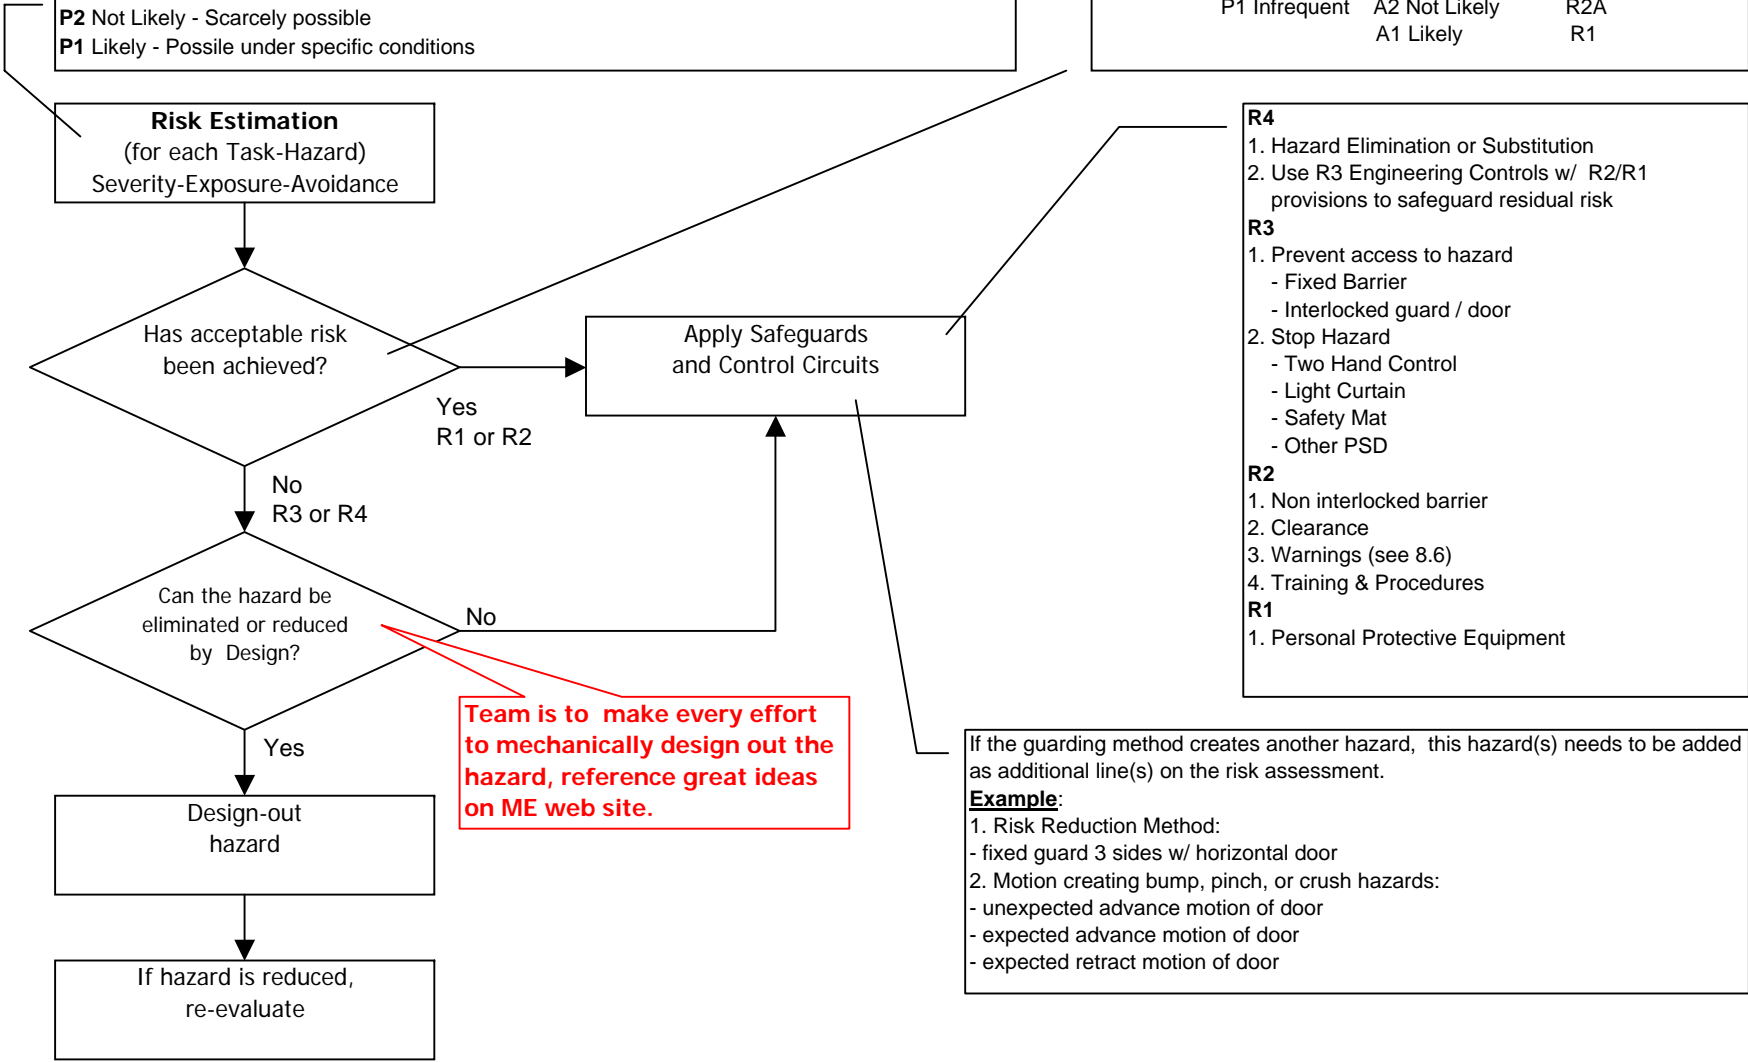 P2 Not Likely - Scarcely possible
P1 Likely - Possile under specific conditions
P1 Infrequent A2 Not Likely R2A
A1 Likely R1
Risk Estimation
(for each Task-Hazard)
Severity-Exposure-Avoidance
Has acceptable risk
been achieved?
Yes
R1 or R2
No
R3 or R4
Apply Safeguards
and Control Circuits
Can the hazard be
eliminated or reduced
by Design?
No
Yes
Team is to make every effort
to mechanically design out the
hazard, reference great ideas
on ME web site.
Design-out
hazard
If hazard is reduced,
re-evaluate
R4
1. Hazard Elimination or Substitution
2. Use R3 Engineering Controls w/ R2/R1
provisions to safeguard residual risk
R3
1. Prevent access to hazard
- Fixed Barrier
- Interlocked guard / door
2. Stop Hazard
- Two Hand Control
- Light Curtain
- Safety Mat
- Other PSD
R2
1. Non interlocked barrier
2. Clearance
3. Warnings (see 8.6)
4. Training & Procedures
R1
1. Personal Protective Equipment
If the guarding method creates another hazard, this hazard(s) needs to be added
as additional line(s) on the risk assessment.
Example:
1. Risk Reduction Method:
- fixed guard 3 sides w/ horizontal door
2. Motion creating bump, pinch, or crush hazards:
- unexpected advance motion of door
- expected advance motion of door
- expected retract motion of door